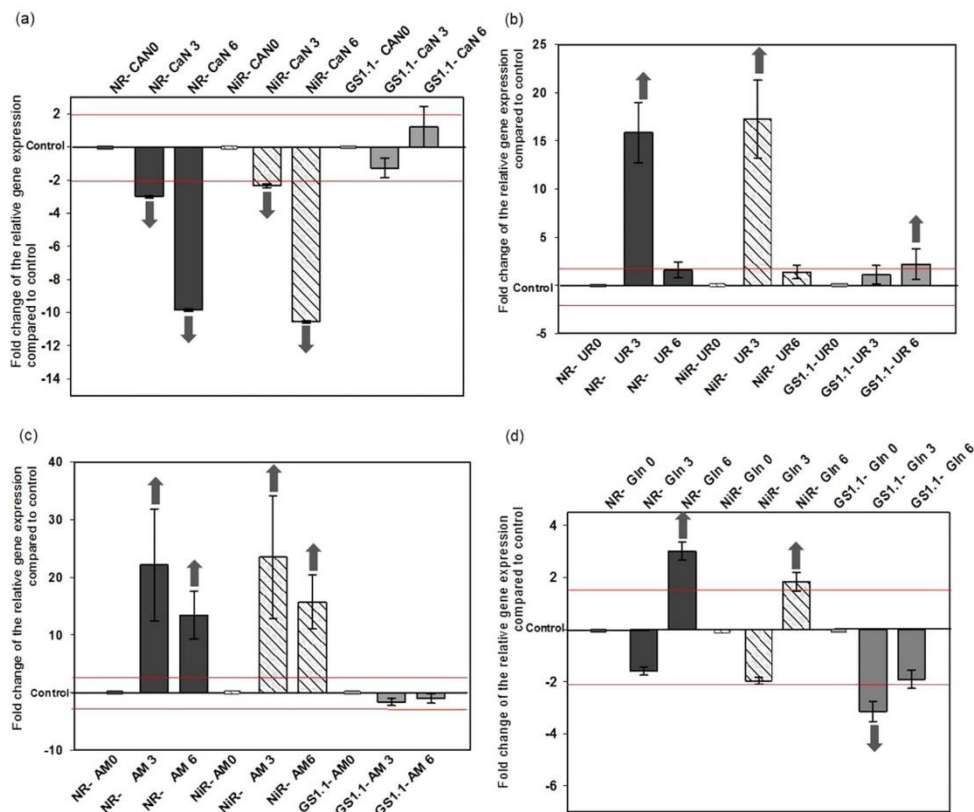 (a)
NR- CAN0
NR- CaN 3
NR- CaN 6
NiR- CAN0
NiR-CaN 3
NiR-CaN 6
GS1.1- CAN0
GS1.1- CaN 3
GS1.1- CaN 6
Fold change of the relative gene expression
compared to control
2
Control
-2
-4
-6
-8
-10
-12
-14
(b)
Fold change of the relative gene expression
compared to control
25
20
15
10
5
Control
-5
NR- UR0
NR- UR 3
NR- UR 6
NiR- UR0
NiR- UR 3
NiR- UR6
GS1.1- UR0
GS1.1- UR 3
GS1.1- UR 6
(c)
Fold change of the relative gene expression
compared to control
40
30
20
10
Control
-10
NR- AM0
NR- AM 3
NR- AM 6
NiR- AM0
NiR- AM 3
NiR- AM6
GS1.1- AM0
GS1.1- AM 3
GS1.1- AM 6
(d)
NR- Gln 0
NR- Gln 3
NR- Gln 6
NiR- Gln 0
NiR- Gln 3
NiR- Gln 6
GS1.1- Gln 0
GS1.1- Gln 3
GS1.1- Gln 6
Fold change of the relative gene expression
compared to control
4
2
Control
-2
-4
-6